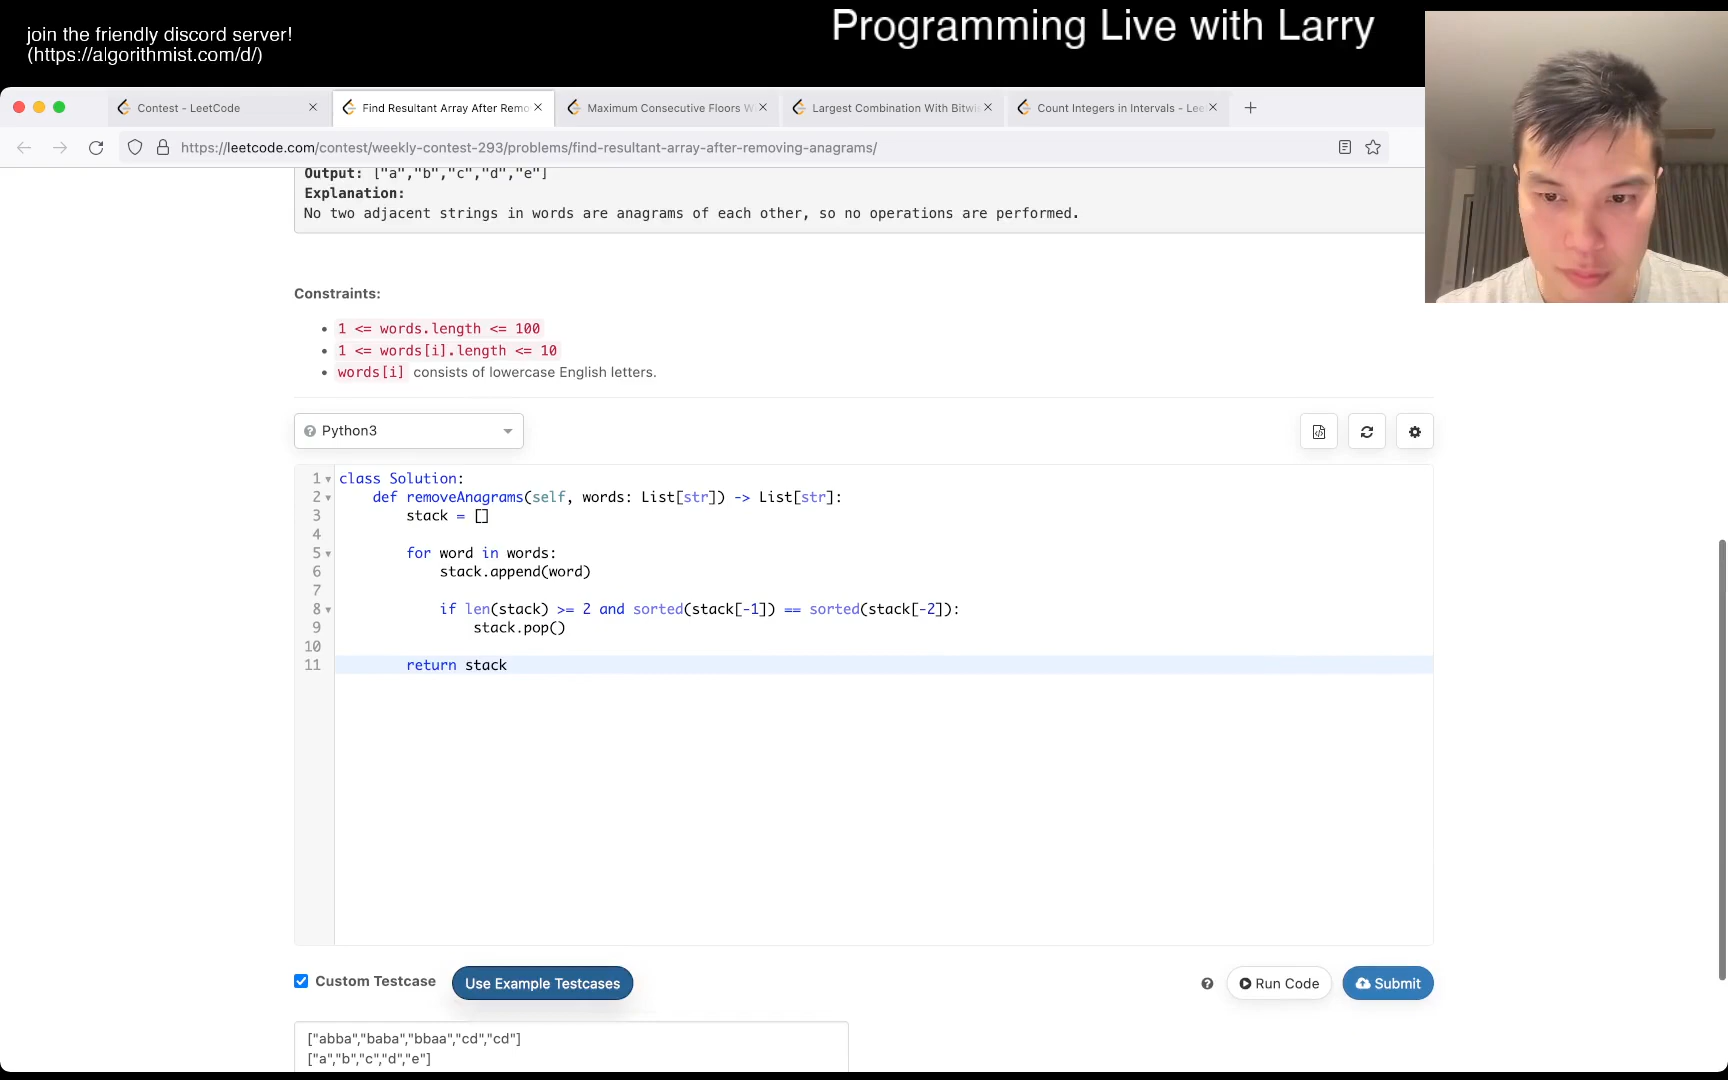 join the friendly discord server!
(https://algorithmist.com/d/)
Programming Live with Larry
Contest - LeetCode
Find Resultant Array After Remo
Maximum Consecutive Floors W
Largest Combination With Bitwi
Count Integers in Intervals - Lee
https://leetcode.com/contest/weekly-contest-293/problems/find-resultant-array-after-removing-anagrams/
Output: ["a","b","c","d","e"]
Explanation:
No two adjacent strings in words are anagrams of each other, so no operations are performed.
Constraints:
1 <= words.length <= 100
1 <= words[i].length <= 10
words[i] consists of lowercase English letters.
Python3
1 class Solution:
2 def removeAnagrams(self, words: List[str]) -> List[str]:
3 stack = []
4
5 for word in words:
6 stack.append(word)
7
8 if len(stack) >= 2 and sorted(stack[-1]) == sorted(stack[-2]):
9 stack.pop()
10
11 return stack
Custom Testcase
Use Example Testcases
Run Code
Submit
["abba","baba","bbaa","cd","cd"]
["a","b","c","d","e"]